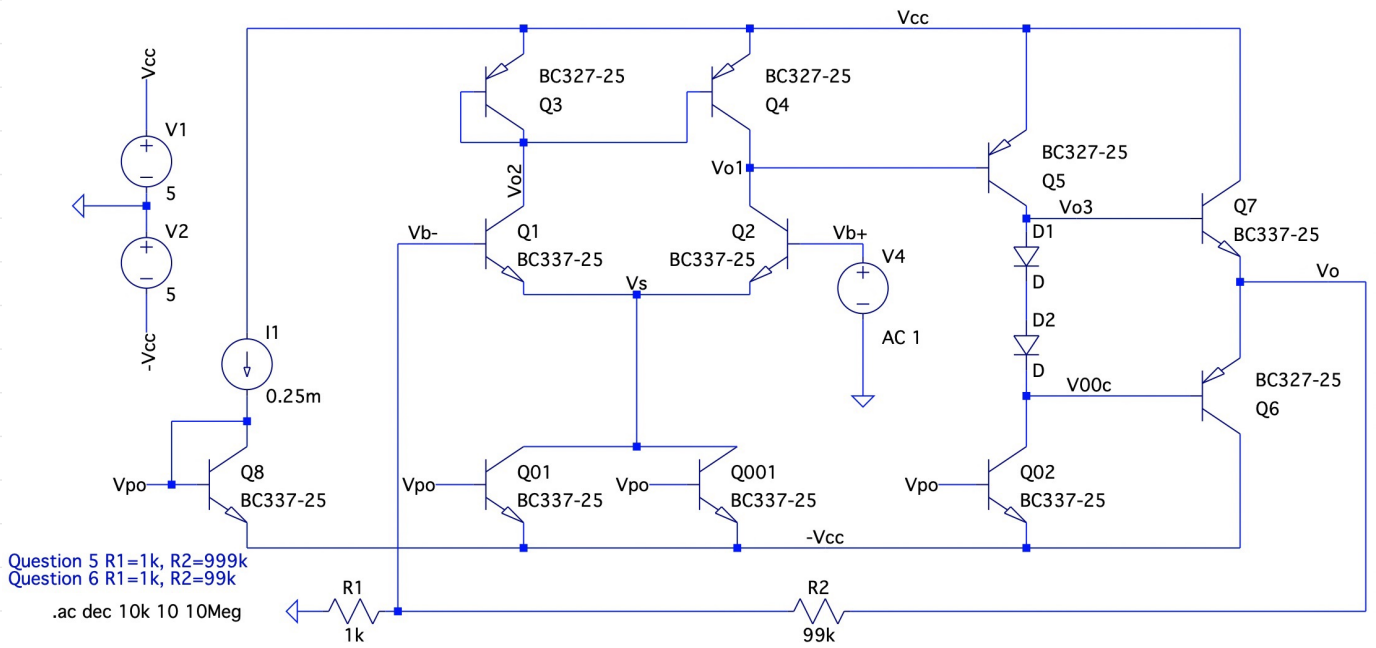 Vcc
Vcc
V1
5
V2
5
-Vcc
BC327-25
Q3
BC327-25
Q4
BC327-25
Q5
Vo2
Vo1
Vo3
Q7
BC337-25
Vb-
Q1
BC337-25
Q2
BC337-25
Vb+
V4
AC 1
D1
D
D2
D
Vo
Vs
I1
0.25m
V00c
BC327-25
Q6
Vpo
Q8
BC337-25
Vpo
Q01
BC337-25
Vpo
Q001
BC337-25
Vpo
Q02
BC337-25
-Vcc
Question 5 R1=1k, R2=999k
Question 6 R1=1k, R2=99k
.ac dec 10k 10 10Meg
R1
1k
R2
99k